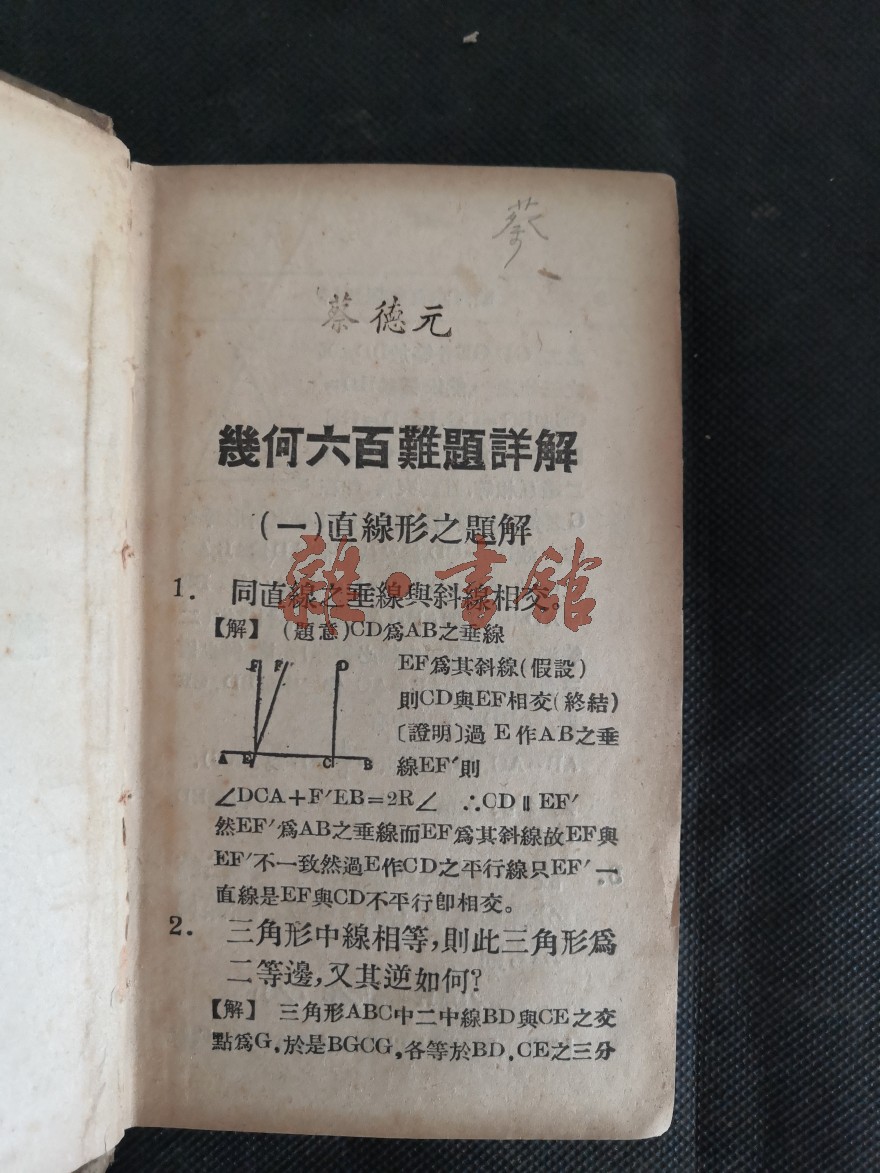 蔡
蔡德元
幾何六百難題詳解
(一)直線形之題解
雜·書館
1. 同直線之垂線與斜線相交。
【解】 (題意)CD爲AB之垂線
EF爲其斜線(假設)
則CD與EF相交(終結)
〔證明〕過E作AB之垂
線EF′則
F F′ D
A E C B
∠DCA+F′EB=2R∠ ∴CD∥EF′
然EF′爲AB之垂線而EF爲其斜線故EF與
EF′不一致然過E作CD之平行線只EF′一
直線是EF與CD不平行卽相交。
2. 三角形中線相等,則此三角形爲
二等邊,又其逆如何?
【解】 三角形ABC中二中線BD與CE之交
點爲G,於是BGCG,各等於BD,CE之三分